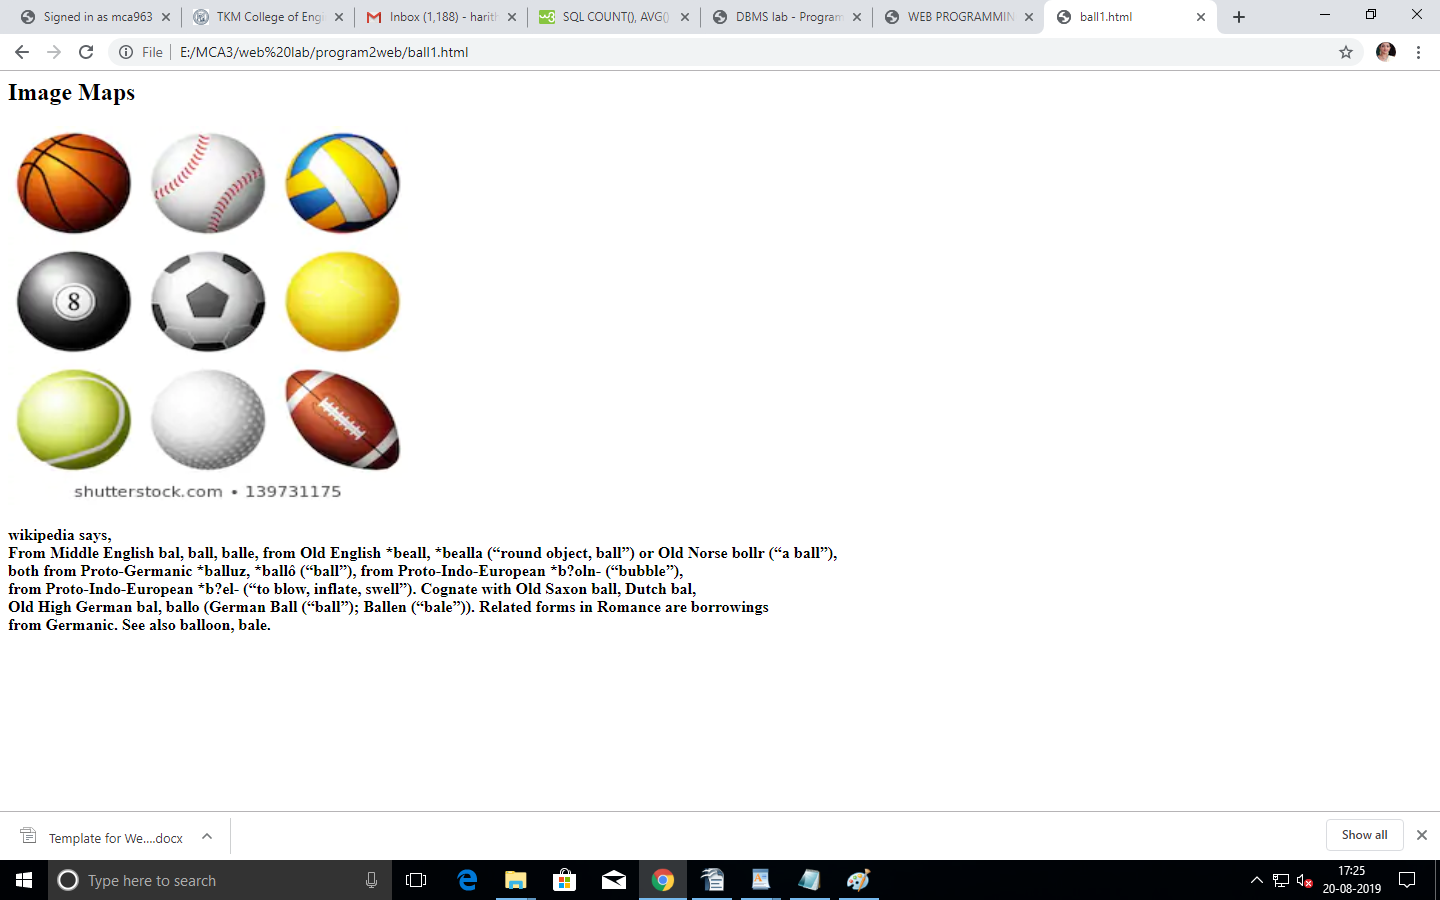 Signed in as mca963
TKM College of Engi
Inbox (1,188) - harith
SQL COUNT(), AVG()
DBMS lab - Program
WEB PROGRAMMIN
ball1.html
File
E:/MCA3/web%20lab/program2web/ball1.html
Image Maps
8
shutterstock.com • 139731175
wikipedia says,
From Middle English bal, ball, balle, from Old English *beall, *bealla (“round object, ball”) or Old Norse bollr (“a ball”),
both from Proto-Germanic *balluz, *ballô (“ball”), from Proto-Indo-European *b?oln- (“bubble”),
from Proto-Indo-European *b?el- (“to blow, inflate, swell”). Cognate with Old Saxon ball, Dutch bal,
Old High German bal, ballo (German Ball (“ball”); Ballen (“bale”)). Related forms in Romance are borrowings
from Germanic. See also balloon, bale.
Template for We....docx
Show all
Type here to search
17:25
20-08-2019